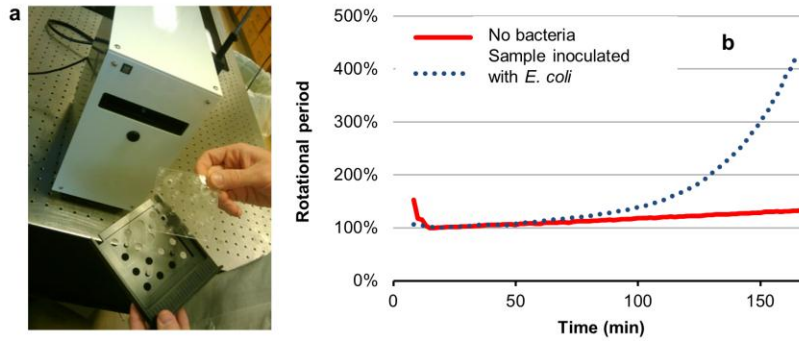 a
b
500%
400%
300%
200%
100%
0%
Rotational period
No bacteria
Sample inoculated
with E. coli
0
50
100
150
Time (min)